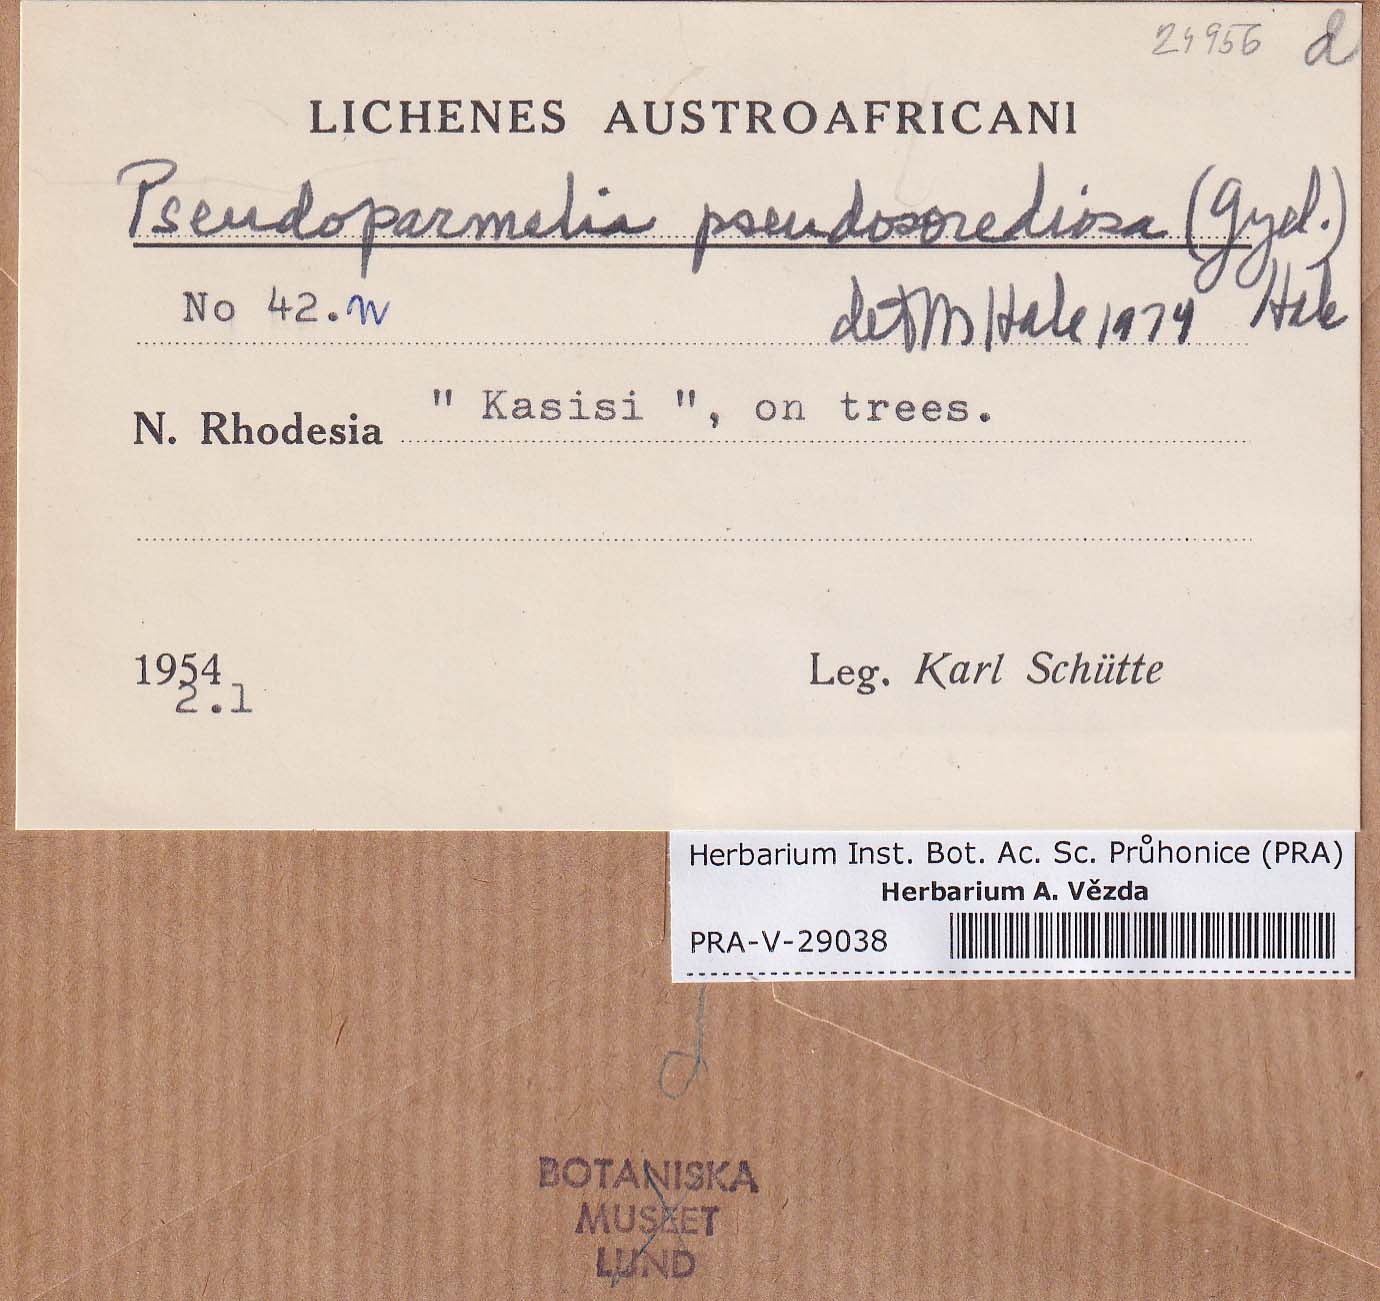 24956 d
LICHENES AUSTROAFRICANI
Pseudoparmelia pseudosorediosa (Gyel.)
Hale
No 42.n
det M Hale 1974
N. Rhodesia " Kasisi ", on trees.
1954
2.1
Leg. Karl Schütte
Herbarium Inst. Bot. Ac. Sc. Průhonice (PRA)
Herbarium A. Vězda
PRA-V-29038
BOTANISKA
MUSEET
LUND